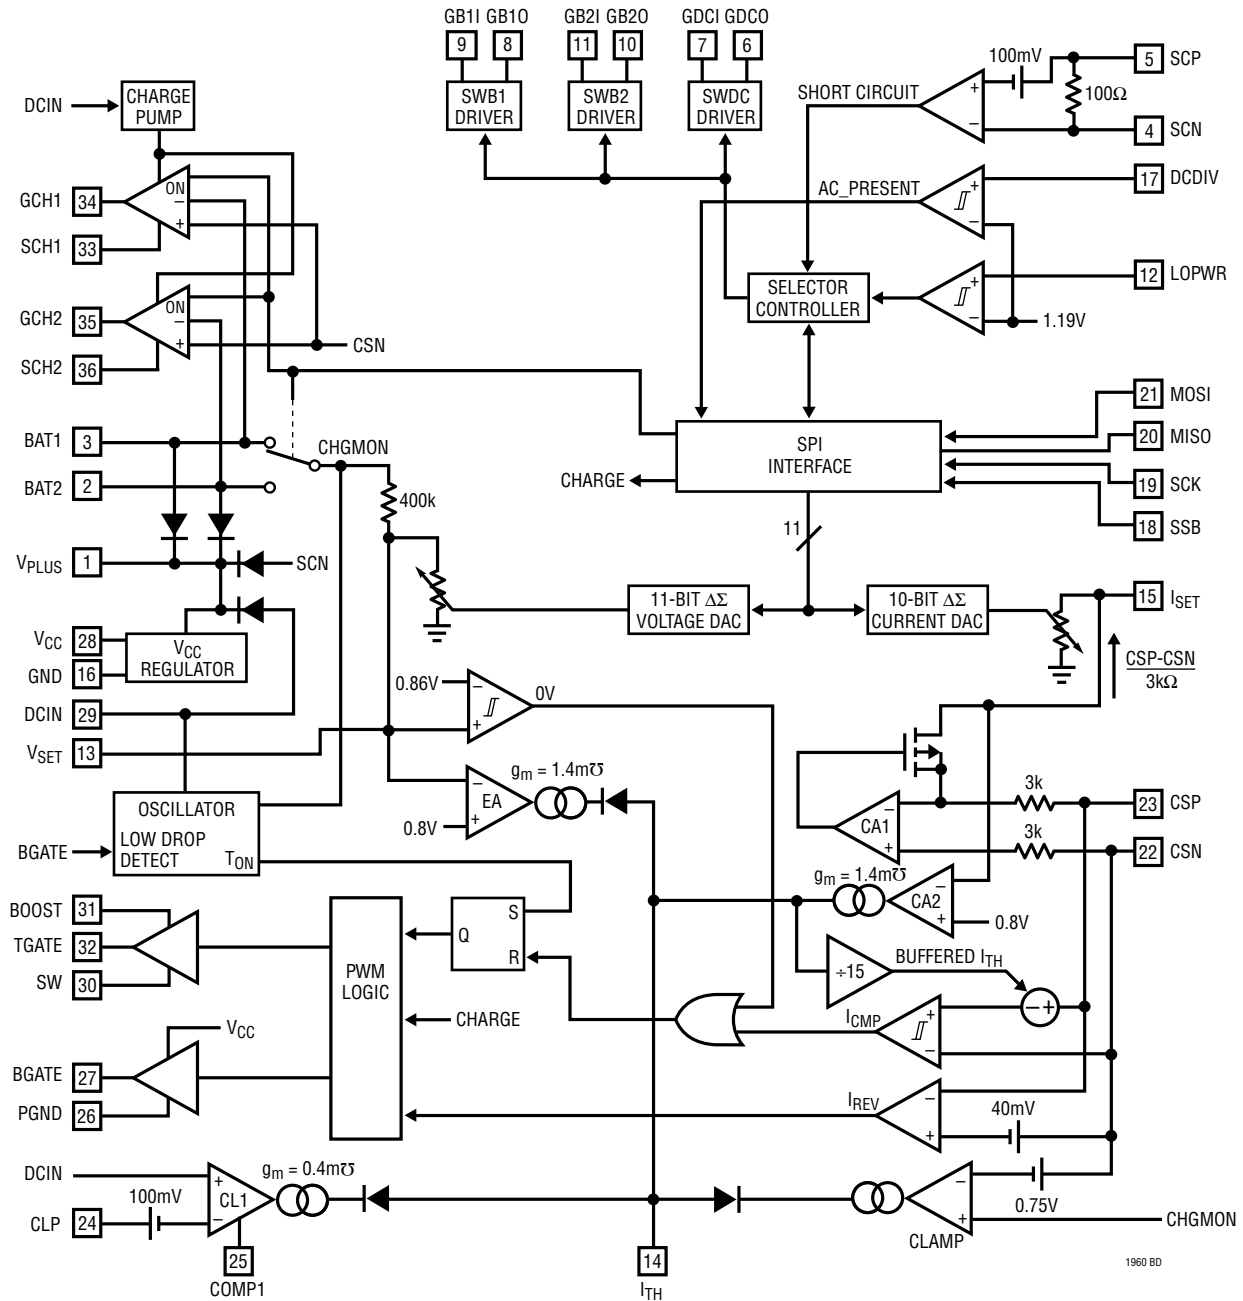 GB1I GB1O
GB2I GB2O
GDCI GDCO
9
8
11
10
7
6
SWB1
DRIVER
SWB2
DRIVER
SWDC
DRIVER
DCIN
CHARGE
PUMP
100mV
5
SCP
100Ω
SHORT CIRCUIT
+
−
4
SCN
GCH1
34
ON
−
+
SCH1
33
AC_PRESENT
+
−
17
DCDIV
12
LOPWR
SELECTOR
CONTROLLER
+
−
1.19V
GCH2
35
ON
−
+
CSN
SCH2
36
21
MOSI
20
MISO
19
SCK
18
SSB
SPI
INTERFACE
CHARGE
BAT1
3
CHGMON
BAT2
2
400k
11
VPLUS
1
SCN
11-BIT ΔΣ
VOLTAGE DAC
10-BIT ΔΣ
CURRENT DAC
15
ISET
VCC
28
VCC
REGULATOR
GND
16
CSP-CSN
3kΩ
DCIN
29
VSET
13
0.86V
−
+
0V
gm = 1.4m℧
−
EA
+
0.8V
OSCILLATOR
LOW DROP
DETECT
TON
BGATE
3k
23
CSP
−
CA1
+
3k
22
CSN
gm = 1.4m℧
−
CA2
+
0.8V
BOOST
31
TGATE
32
SW
30
PWM
LOGIC
S
Q
R
÷15
BUFFERED ITH
−+
CHARGE
ICMP
+
−
VCC
BGATE
27
PGND
26
IREV
−
+
40mV
DCIN
gm = 0.4m℧
+
CL1
−
100mV
CLP
24
25
COMP1
14
ITH
−
+
CLAMP
0.75V
CHGMON
1960 BD